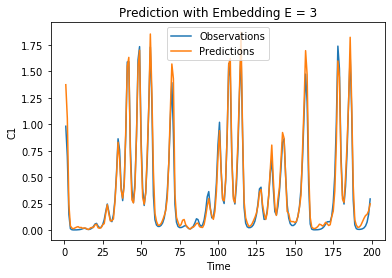 Prediction with Embedding E = 3
Observations
Predictions
1.75
1.50
1.25
1.00
0.75
0.50
0.25
0.00
C1
0 25 50 75 100 125 150 175 200
Time